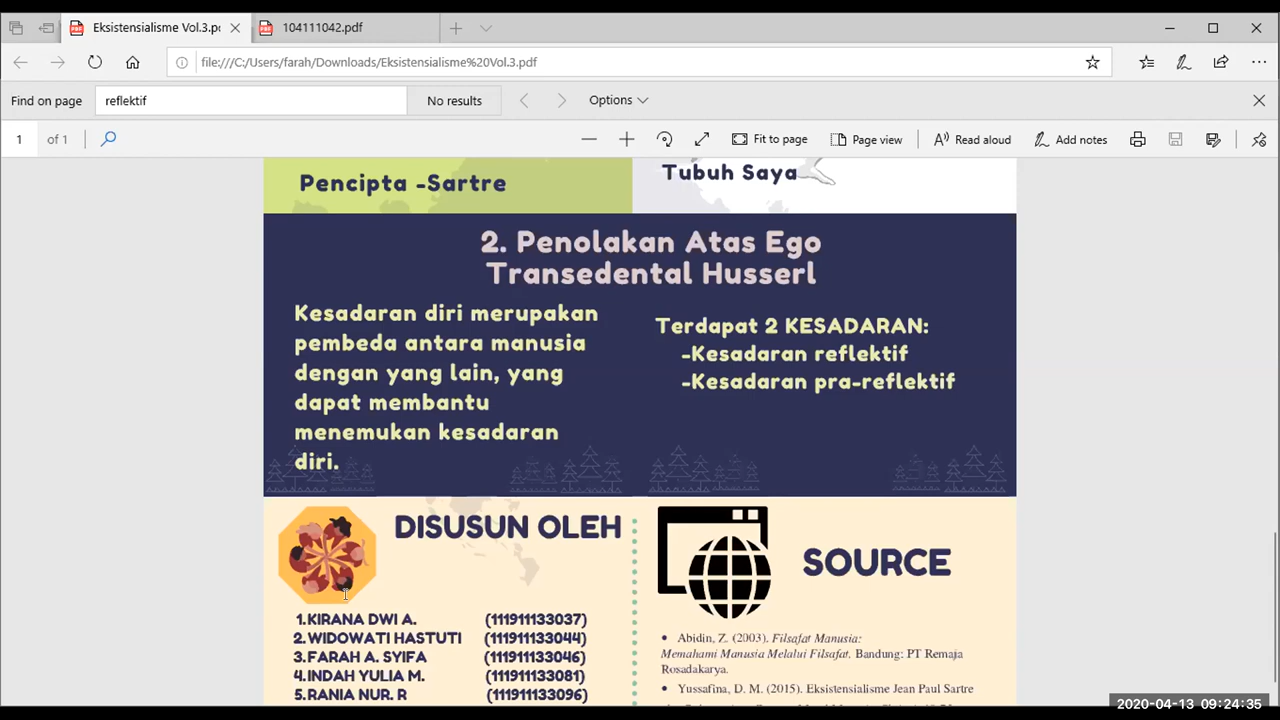 Eksistensialisme Vol.3.pc
104111042.pdf
file:///C:/Users/farah/Downloads/Eksistensialisme%20Vol.3.pdf
Find on page
reflektif
No results
Options
1 of 1
Fit to page
Page view
Read aloud
Add notes
Pencipta -Sartre
Tubuh Saya
2. Penolakan Atas Ego
Transedental Husserl
Kesadaran diri merupakan
pembeda antara manusia
dengan yang lain, yang
dapat membantu
menemukan kesadaran
diri.
Terdapat 2 KESADARAN:
-Kesadaran reflektif
-Kesadaran pra-reflektif
DISUSUN OLEH
1.KIRANA DWI A. (111911133037)
2.WIDOWATI HASTUTI (111911133044)
3.FARAH A. SYIFA (111911133046)
4.INDAH YULIA M. (111911133081)
5.RANIA NUR. R (111911133096)
SOURCE
• Abidin, Z. (2003). Filsafat Manusia:
Memahami Manusia Melalui Filsafat. Bandung: PT Remaja
Rosadakarya.
• Yussafina, D. M. (2015). Eksistensialisme Jean Paul Sartre
2020-04-13 09:24:35